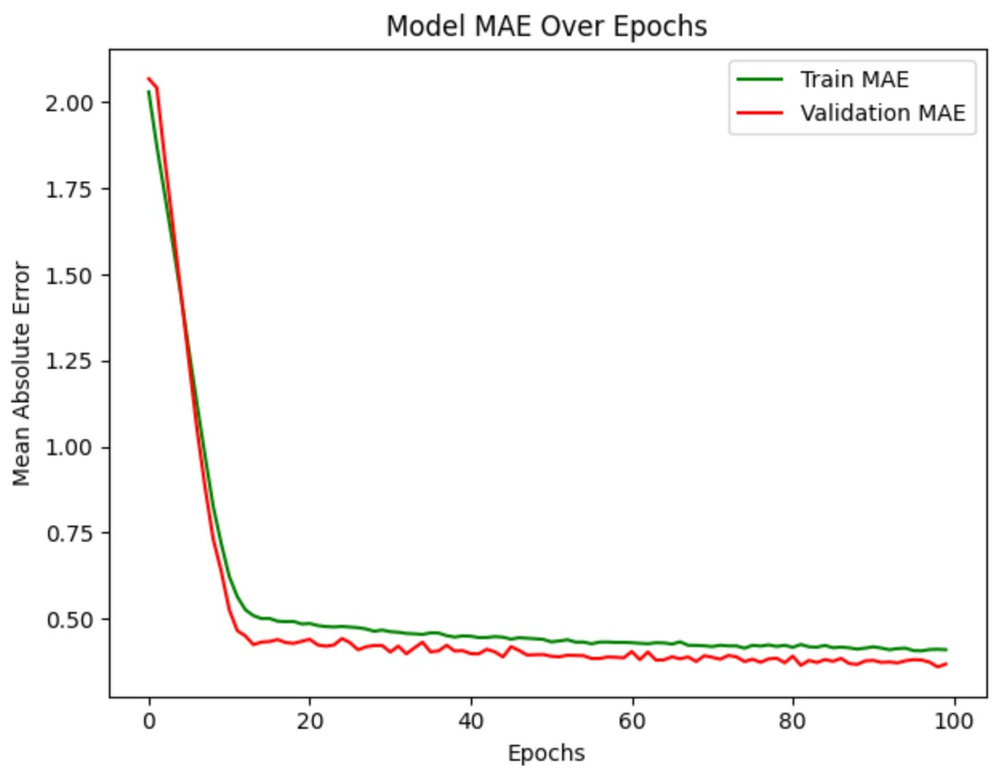 Model MAE Over Epochs
Train MAE
Validation MAE
2.00
1.75
1.50
1.25
1.00
0.75
0.50
Mean Absolute Error
0 20 40 60 80 100
Epochs